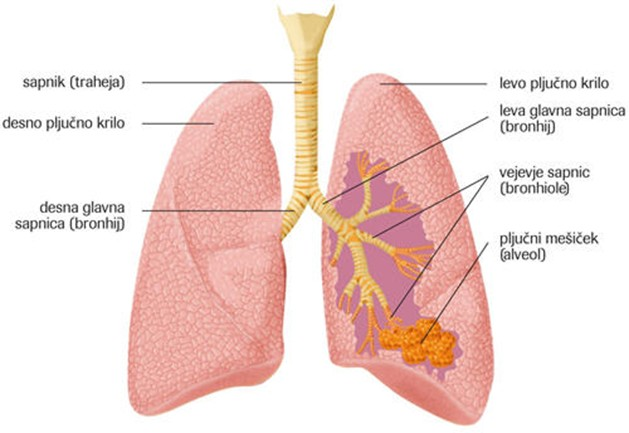 sapnik (traheja)
desno pljučno krilo
desna glavna
sapnica (bronhij)
levo pljučno krilo
leva glavna sapnica
(bronhij)
vejevje sapnic
(bronhiole)
pljučni mešiček
(alveol)